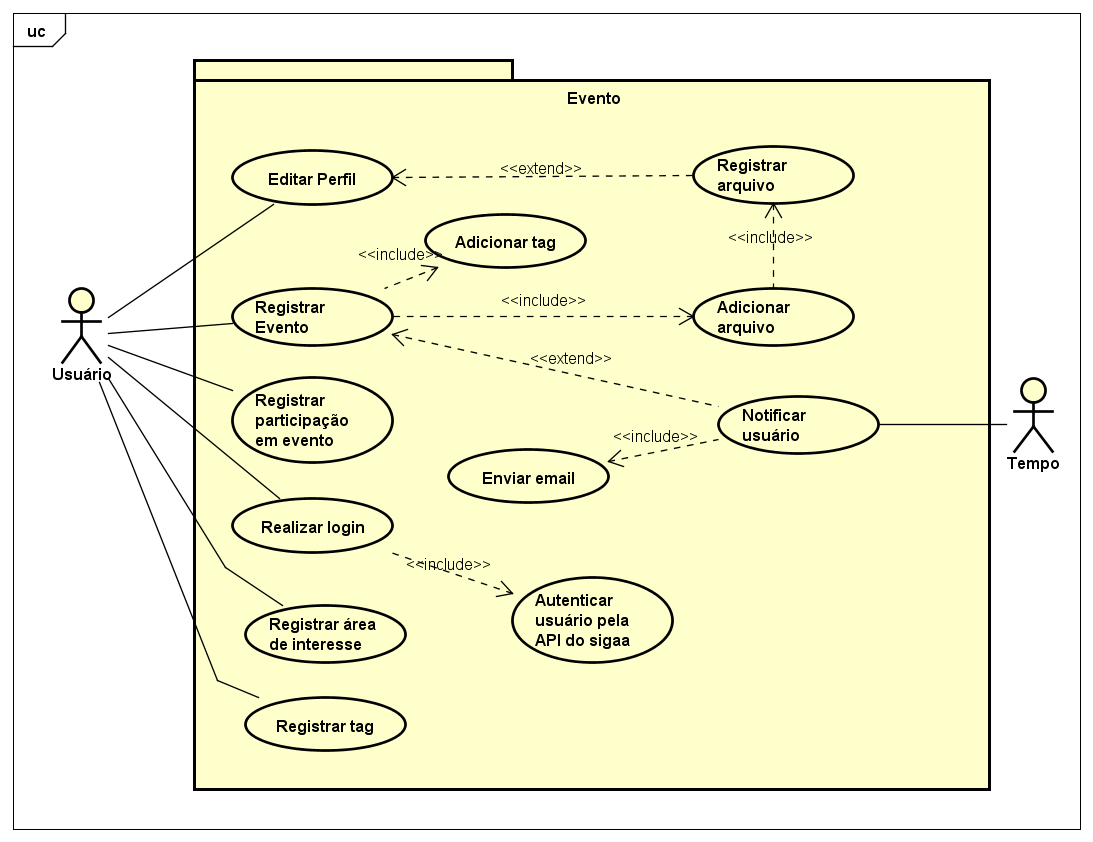 uc
Evento
Editar Perfil
<<extend>>
Registrar
arquivo
Adicionar tag
<<include>>
<<include>>
Registrar
Evento
<<include>>
Adicionar
arquivo
<<extend>>
Usuário
Registrar
participação
em evento
Notificar
usuário
<<include>>
Tempo
Enviar email
Realizar login
<<include>>
Autenticar
usuário pela
API do sigaa
Registrar área
de interesse
Registrar tag